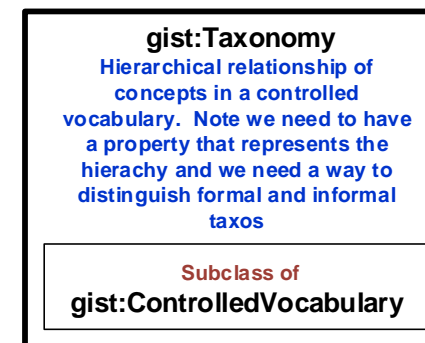 gist:Taxonomy
Hierarchical relationship of
concepts in a controlled
vocabulary.  Note we need to have
a property that represents the
hierachy and we need a way to
distinguish formal and informal
taxos
Subclass of
gist:ControlledVocabulary